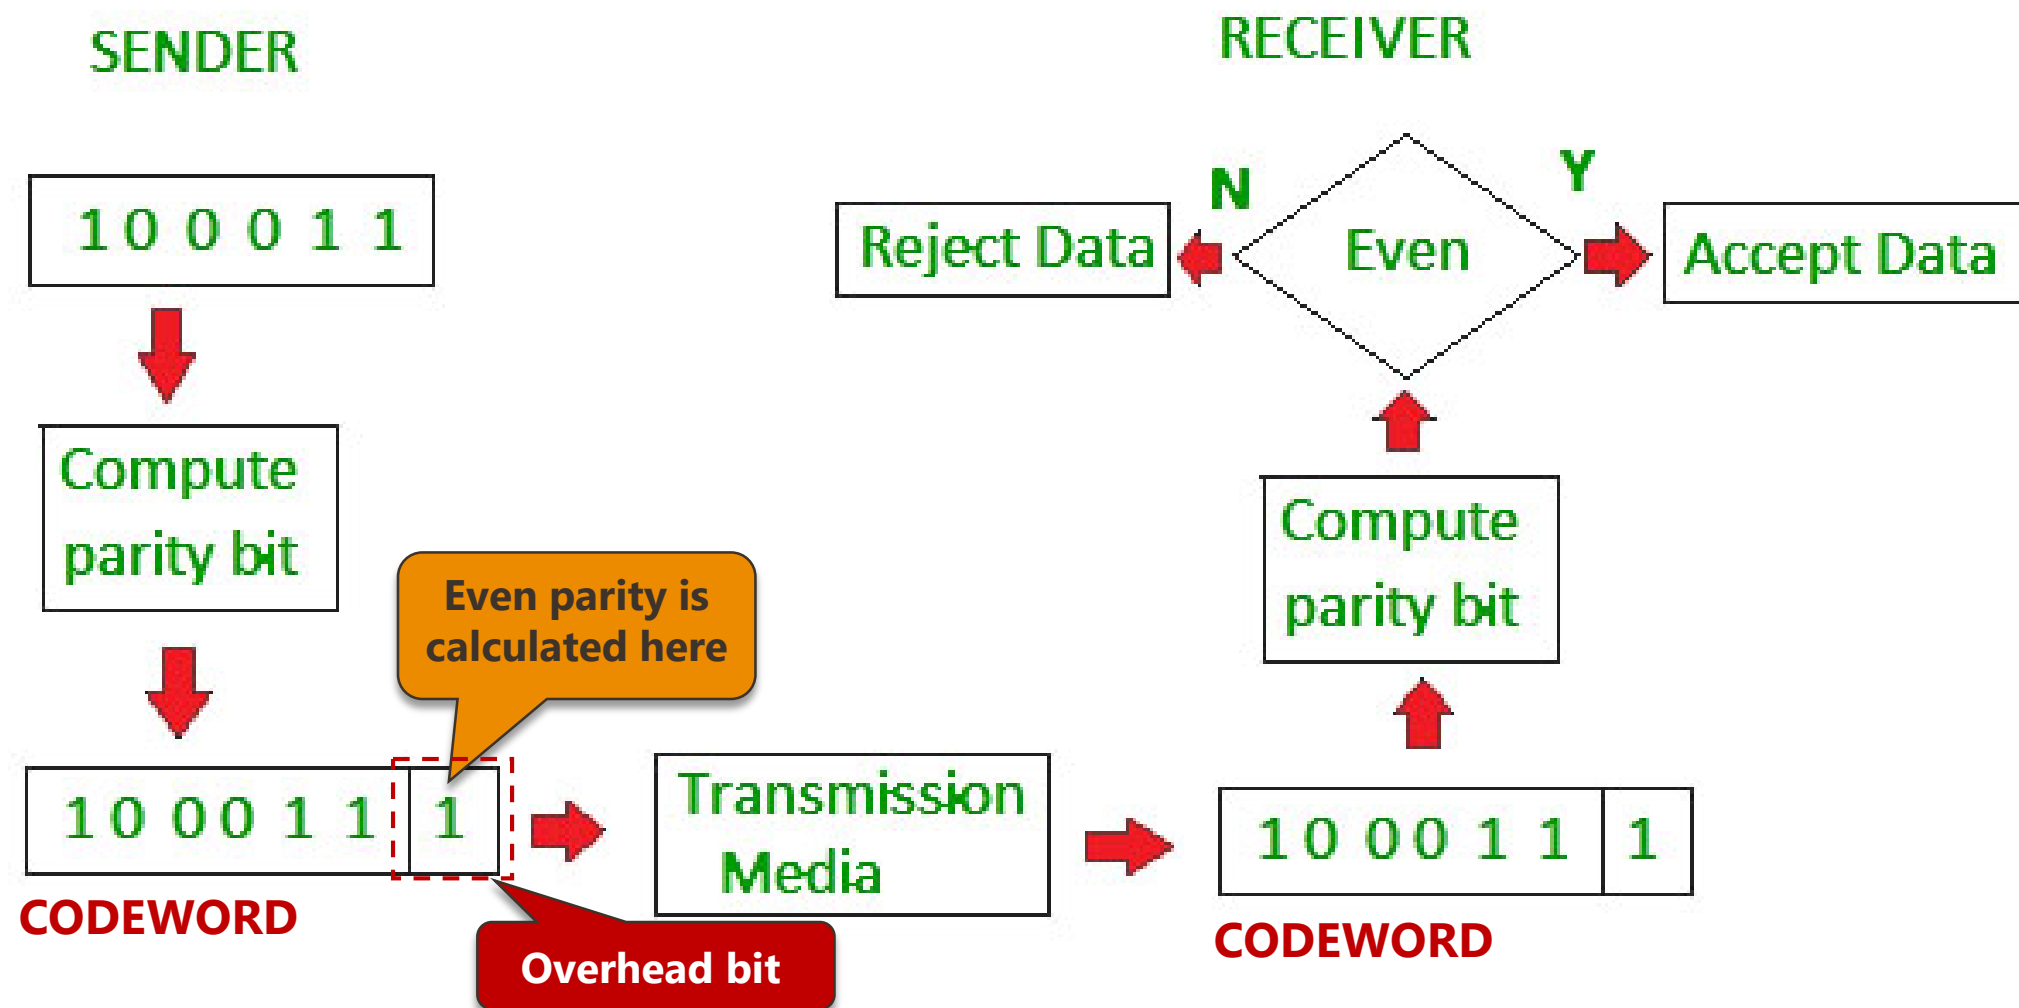 SENDER
1 0 0 0 1 1
Compute
parity bit
Even parity is
calculated here
1 0 0 0 1 1 1
CODEWORD
Overhead bit
Transmission
Media
RECEIVER
N
Y
Reject Data
Even
Accept Data
Compute
parity bit
1 0 0 0 1 1 1
CODEWORD